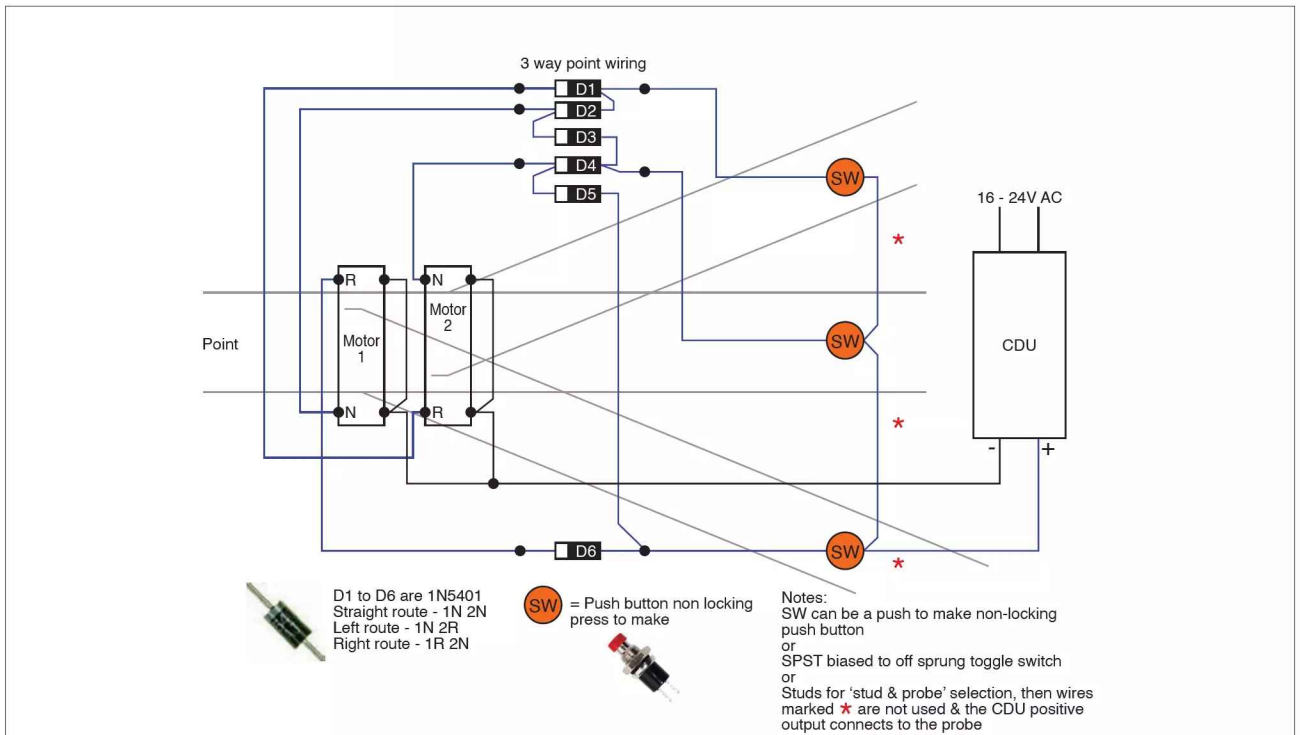 3 way point wiring
D1
D2
D3
D4
D5
SW
16 - 24V AC
R
N
Motor
2
Point
Motor
1
SW
CDU
N
R
- +
D6
SW
D1 to D6 are 1N5401
Straight route - 1N 2N
Left route - 1N 2R
Right route - 1R 2N
SW
= Push button non locking
press to make
Notes:
SW can be a push to make non-locking
push button
or
SPST biased to off sprung toggle switch
or
Studs for ‘stud & probe’ selection, then wires
marked * are not used & the CDU positive
output connects to the probe
*
*
*